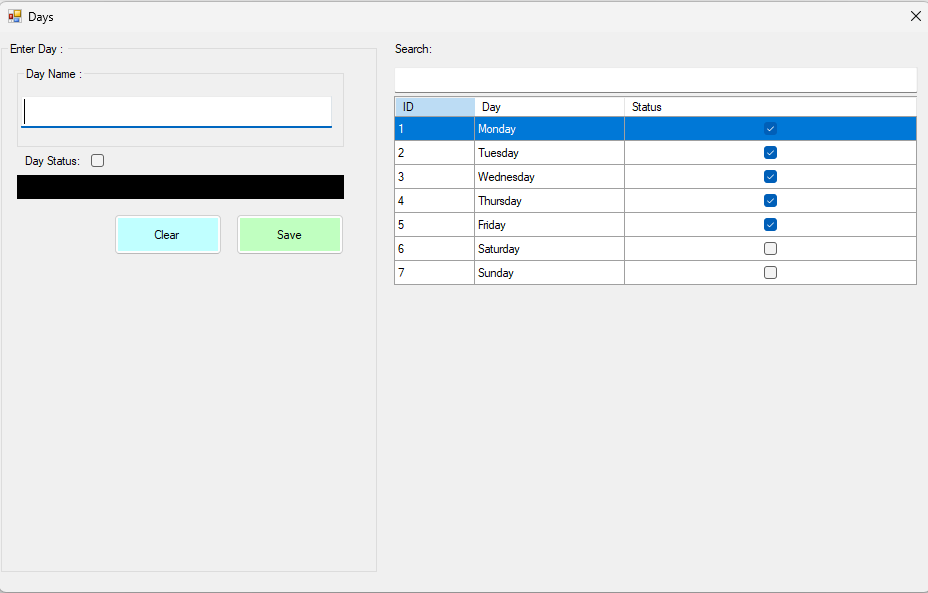 Days
Enter Day :
Day Name :
Day Status:
Clear
Save
Search:
ID Day Status
1 Monday
2 Tuesday
3 Wednesday
4 Thursday
5 Friday
6 Saturday
7 Sunday